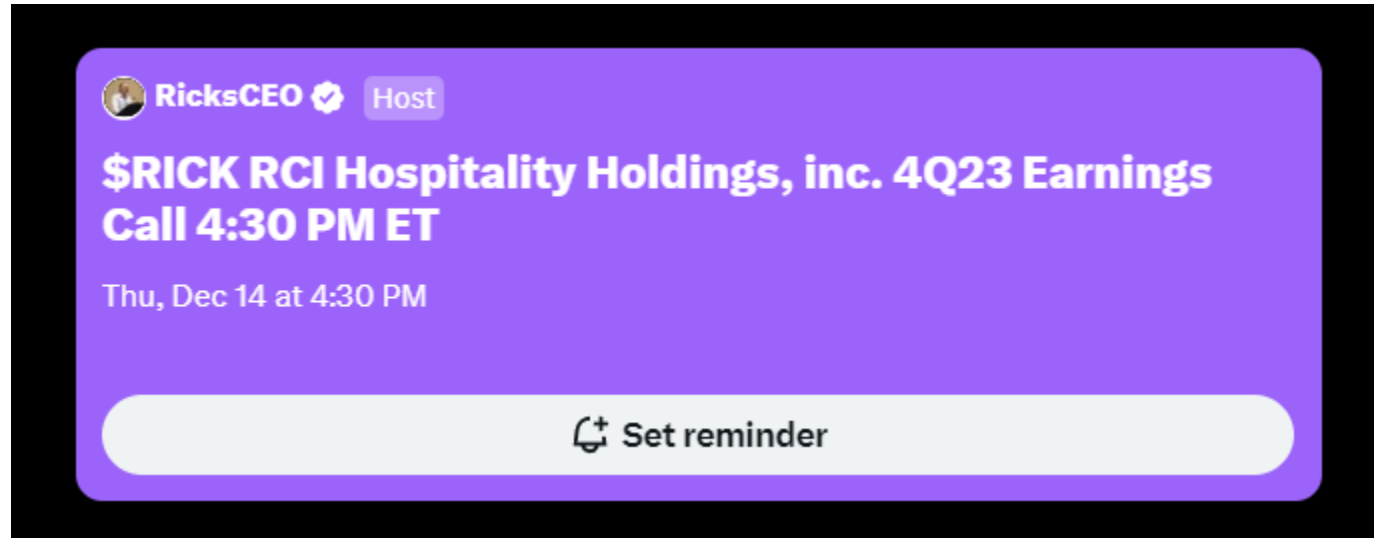 RicksCEO Host
$RICK RCI Hospitality Holdings, inc. 4Q23 Earnings
Call 4:30 PM ET
Thu, Dec 14 at 4:30 PM
Set reminder